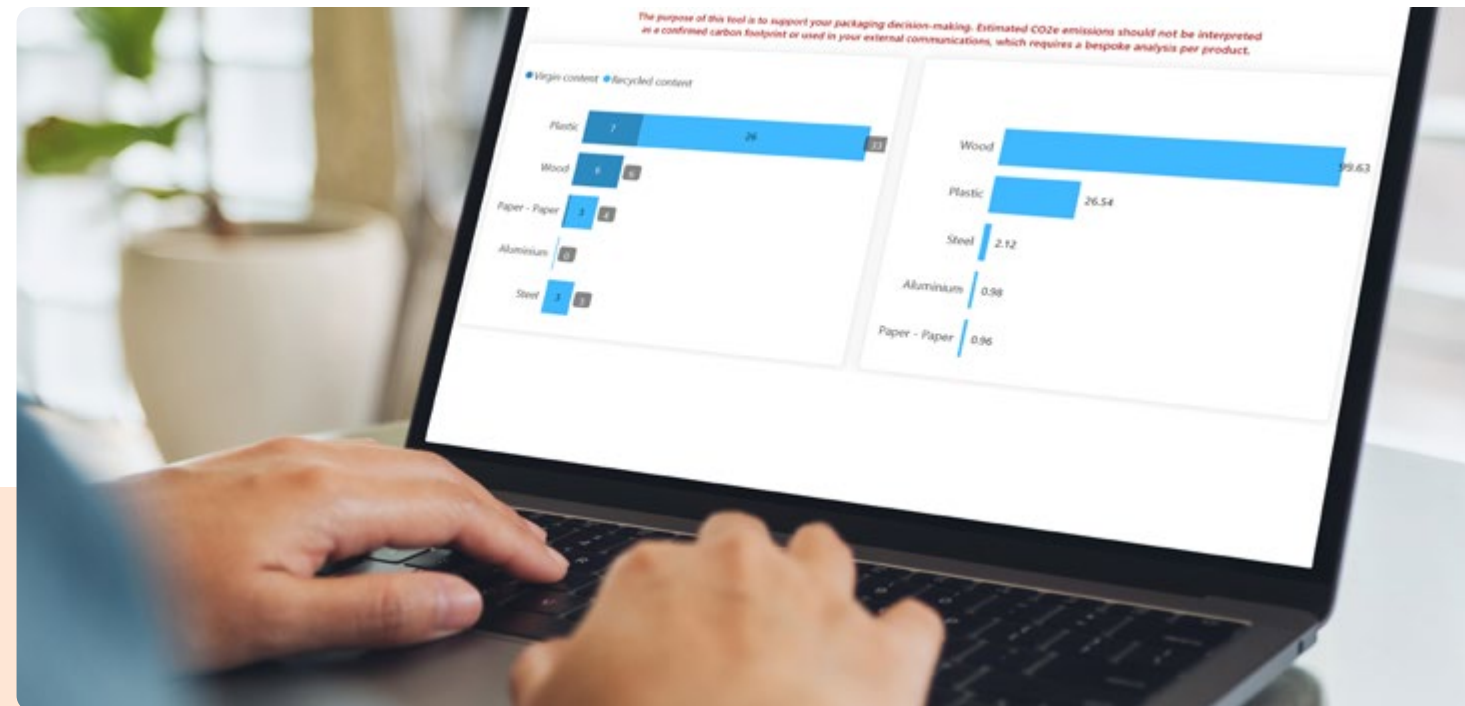 The purpose of this tool is to support your packaging decision-making. Estimated CO2e emissions should not be interpreted
as a confirmed carbon footprint or used in your external communications, which requires a bespoke analysis per product.
Virgin content Recycled content
Plastic 7 26 33
Wood 6 6
Paper - Paper 3 4
Aluminium 0
Steel 3 3
Wood 99.63
Plastic 26.54
Steel 2.12
Aluminium 0.98
Paper - Paper 0.96